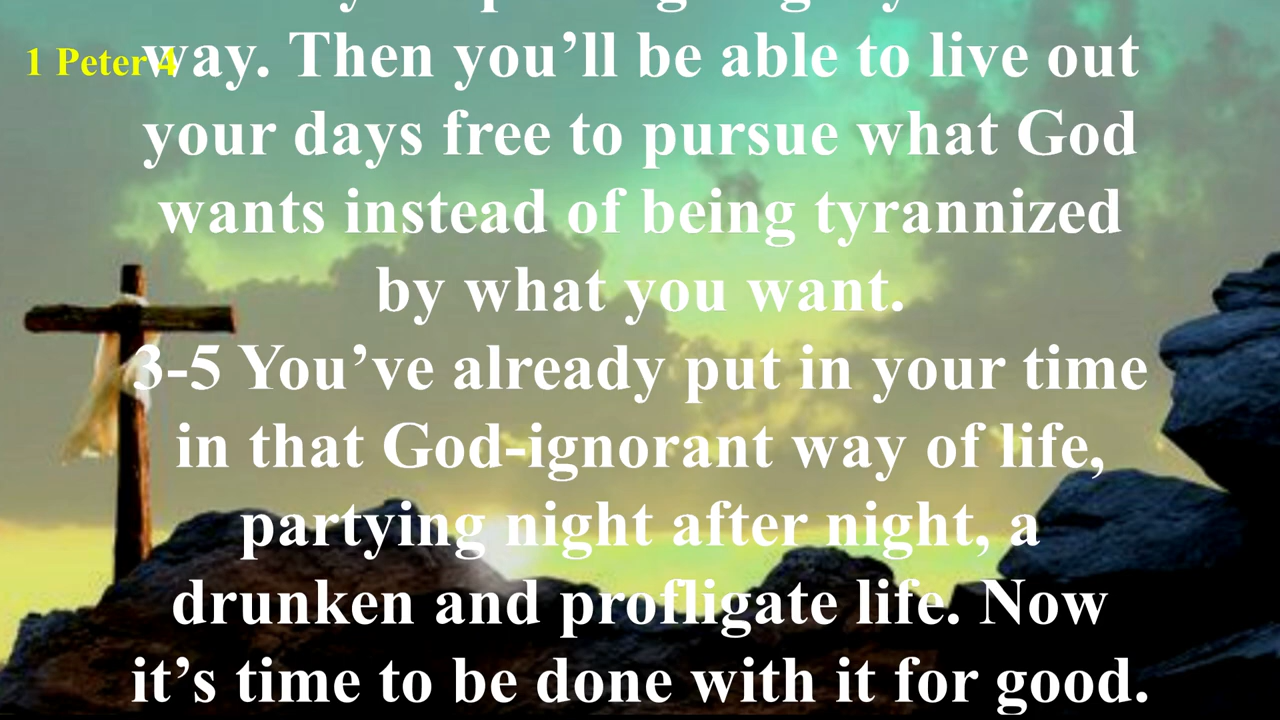 1 Peter 4
way. Then you’ll be able to live out
your days free to pursue what God
wants instead of being tyrannized
by what you want.
3-5 You’ve already put in your time
in that God-ignorant way of life,
partying night after night, a
drunken and profligate life. Now
it’s time to be done with it for good.